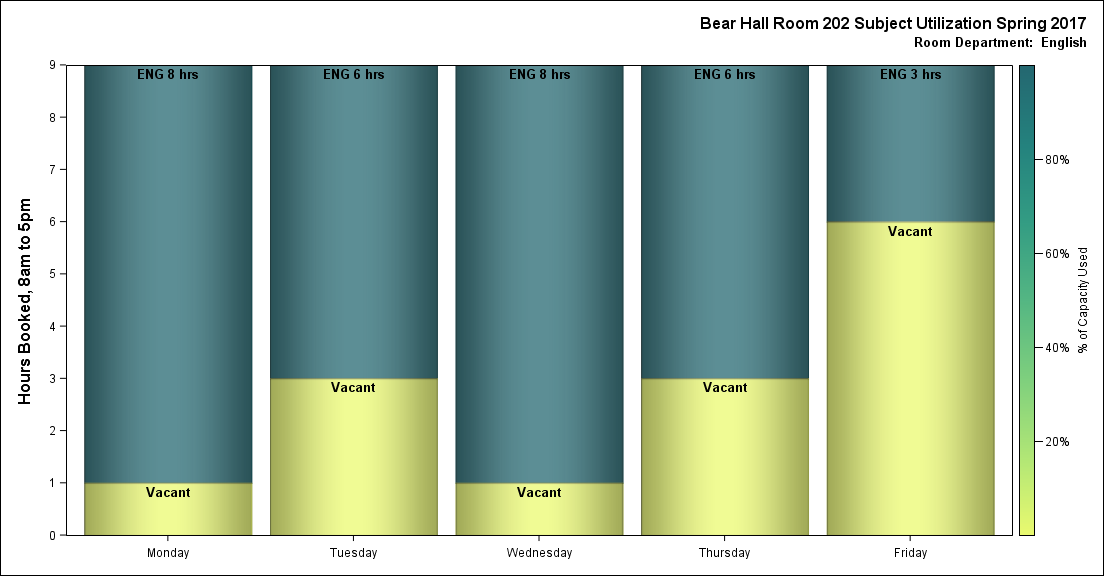 Bear Hall Room 202 Subject Utilization Spring 2017
Room Department:  English
Hours Booked, 8am to 5pm
9
8
7
6
5
4
3
2
1
0
ENG 8 hrs
ENG 6 hrs
ENG 8 hrs
ENG 6 hrs
ENG 3 hrs
Vacant
Vacant
Vacant
Vacant
Vacant
Monday
Tuesday
Wednesday
Thursday
Friday
80%
60%
40%
20%
% of Capacity Used